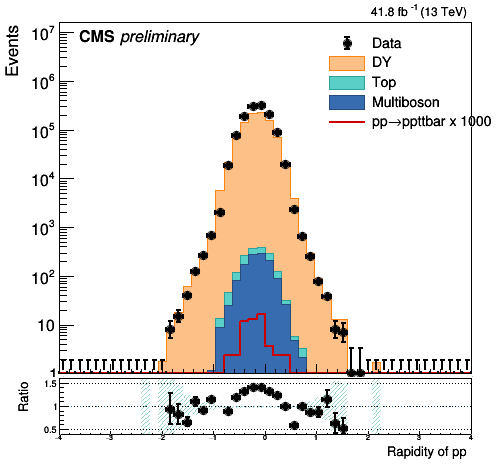 41.8 fb⁻¹ (13 TeV)
CMS preliminary
Events
10⁷
10⁶
10⁵
10⁴
10³
10²
10
1
Data
DY
Top
Multiboson
pp→ppttbar x 1000
Ratio
1.5
1
0.5
-4 -3 -2 -1 0 1 2 3 4
Rapidity of pp